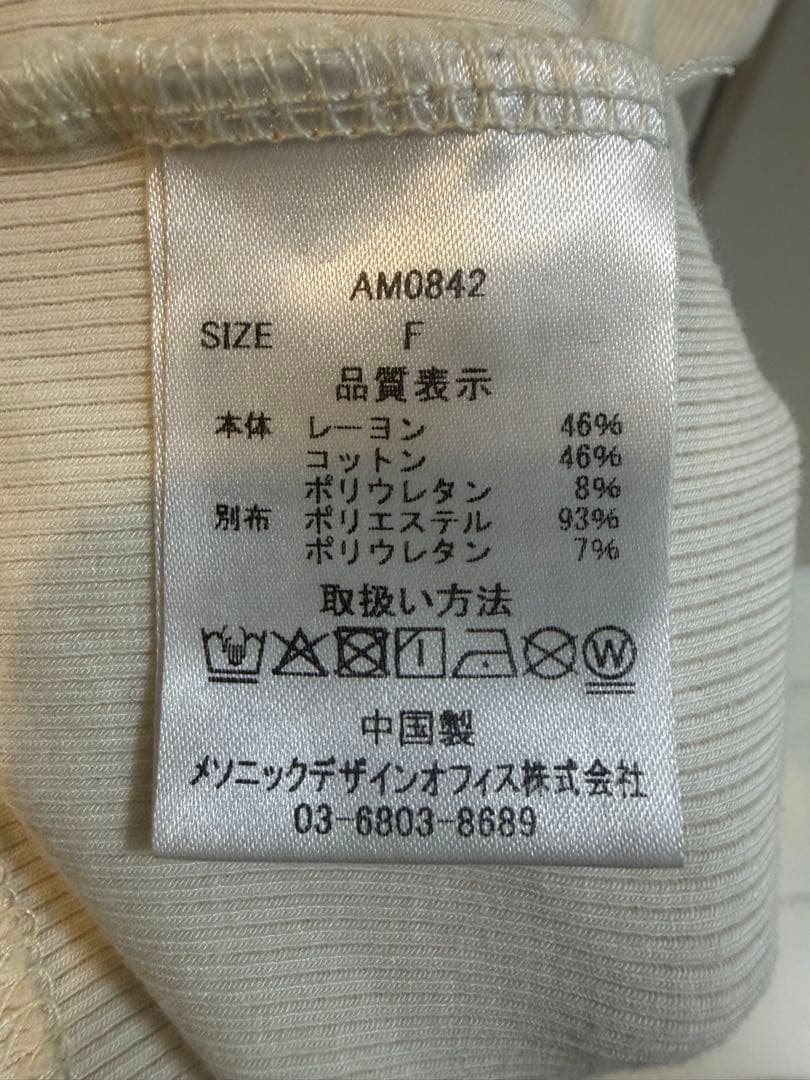 AM0842
SIZE F
品質表示
本体 レーヨン 46%
コットン 46%
ポリウレタン 8%
別布 ポリエステル 93%
ポリウレタン 7%
取扱い方法
W
中国製
メソニックデザインオフィス株式会社
03-6803-8689